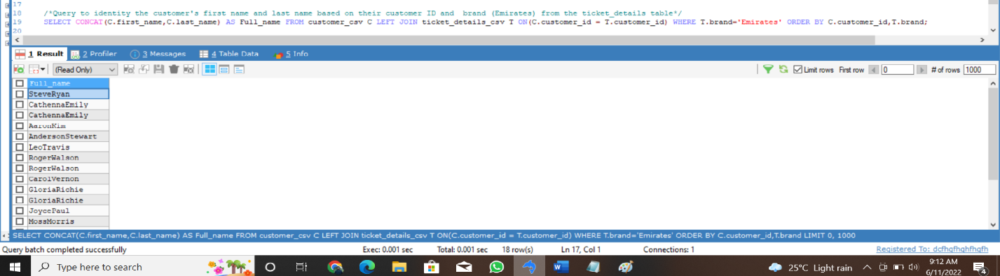 17
18 /*Query to identity the customer's first name and last name based on their customer ID and  brand (Emirates) from the ticket_details table*/
19 SELECT CONCAT(C.first_name,C.last_name) AS Full_name FROM customer_csv C LEFT JOIN ticket_details_csv T ON(C.customer_id = T.customer_id) WHERE T.brand='Emirates' ORDER BY C.customer_id,T.brand;
20
1 Result 2 Profiler 3 Messages 4 Table Data 5 Info
(Read Only) Limit rows First row 0 # of rows 1000
Full_name
SteveRyan
CathennaEmily
CathennaEmily
AaronKim
AndersonStewart
LeoTravis
RogerWalson
RogerWalson
CarolVernon
GloriaRichie
GloriaRichie
JoycePaul
MossMorris
SELECT CONCAT(C.first_name,C.last_name) AS Full_name FROM customer_csv C LEFT JOIN ticket_details_csv T ON(C.customer_id = T.customer_id) WHERE T.brand='Emirates' ORDER BY C.customer_id,T.brand LIMIT 0, 1000
Query batch completed successfully Exec: 0.001 sec Total: 0.001 sec 18 row(s) Ln 17, Col 1 Connections: 1 Registered To: dcfhgfhghfhgfh
Type here to search 25°C Light rain 9:12 AM
6/11/2022 4